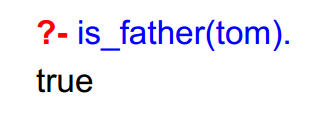 ?- is_father(tom).
true